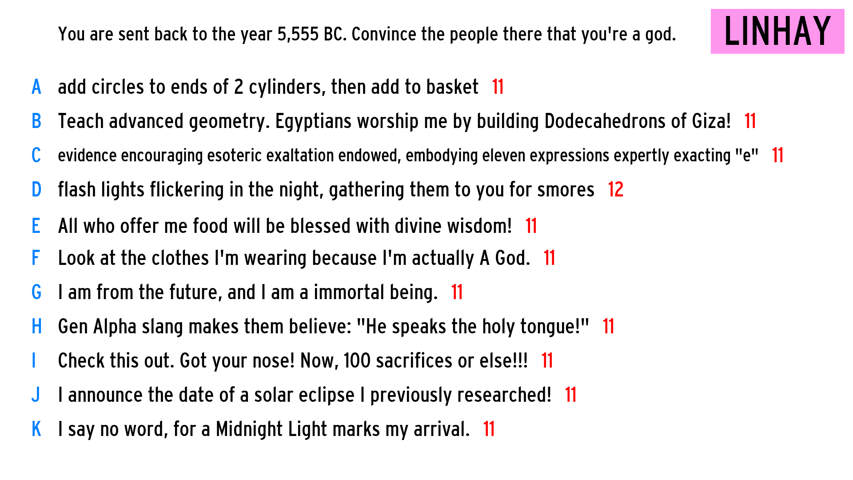 You are sent back to the year 5,555 BC. Convince the people there that you're a god. LINHAY
A add circles to ends of 2 cylinders, then add to basket 11
B Teach advanced geometry. Egyptians worship me by building Dodecahedrons of Giza! 11
C evidence encouraging esoteric exaltation endowed, embodying eleven expressions expertly exacting "e" 11
D flash lights flickering in the night, gathering them to you for smores 12
E All who offer me food will be blessed with divine wisdom! 11
F Look at the clothes I'm wearing because I'm actually A God. 11
G I am from the future, and I am a immortal being. 11
H Gen Alpha slang makes them believe: "He speaks the holy tongue!" 11
I Check this out. Got your nose! Now, 100 sacrifices or else!!! 11
J I announce the date of a solar eclipse I previously researched! 11
K I say no word, for a Midnight Light marks my arrival. 11